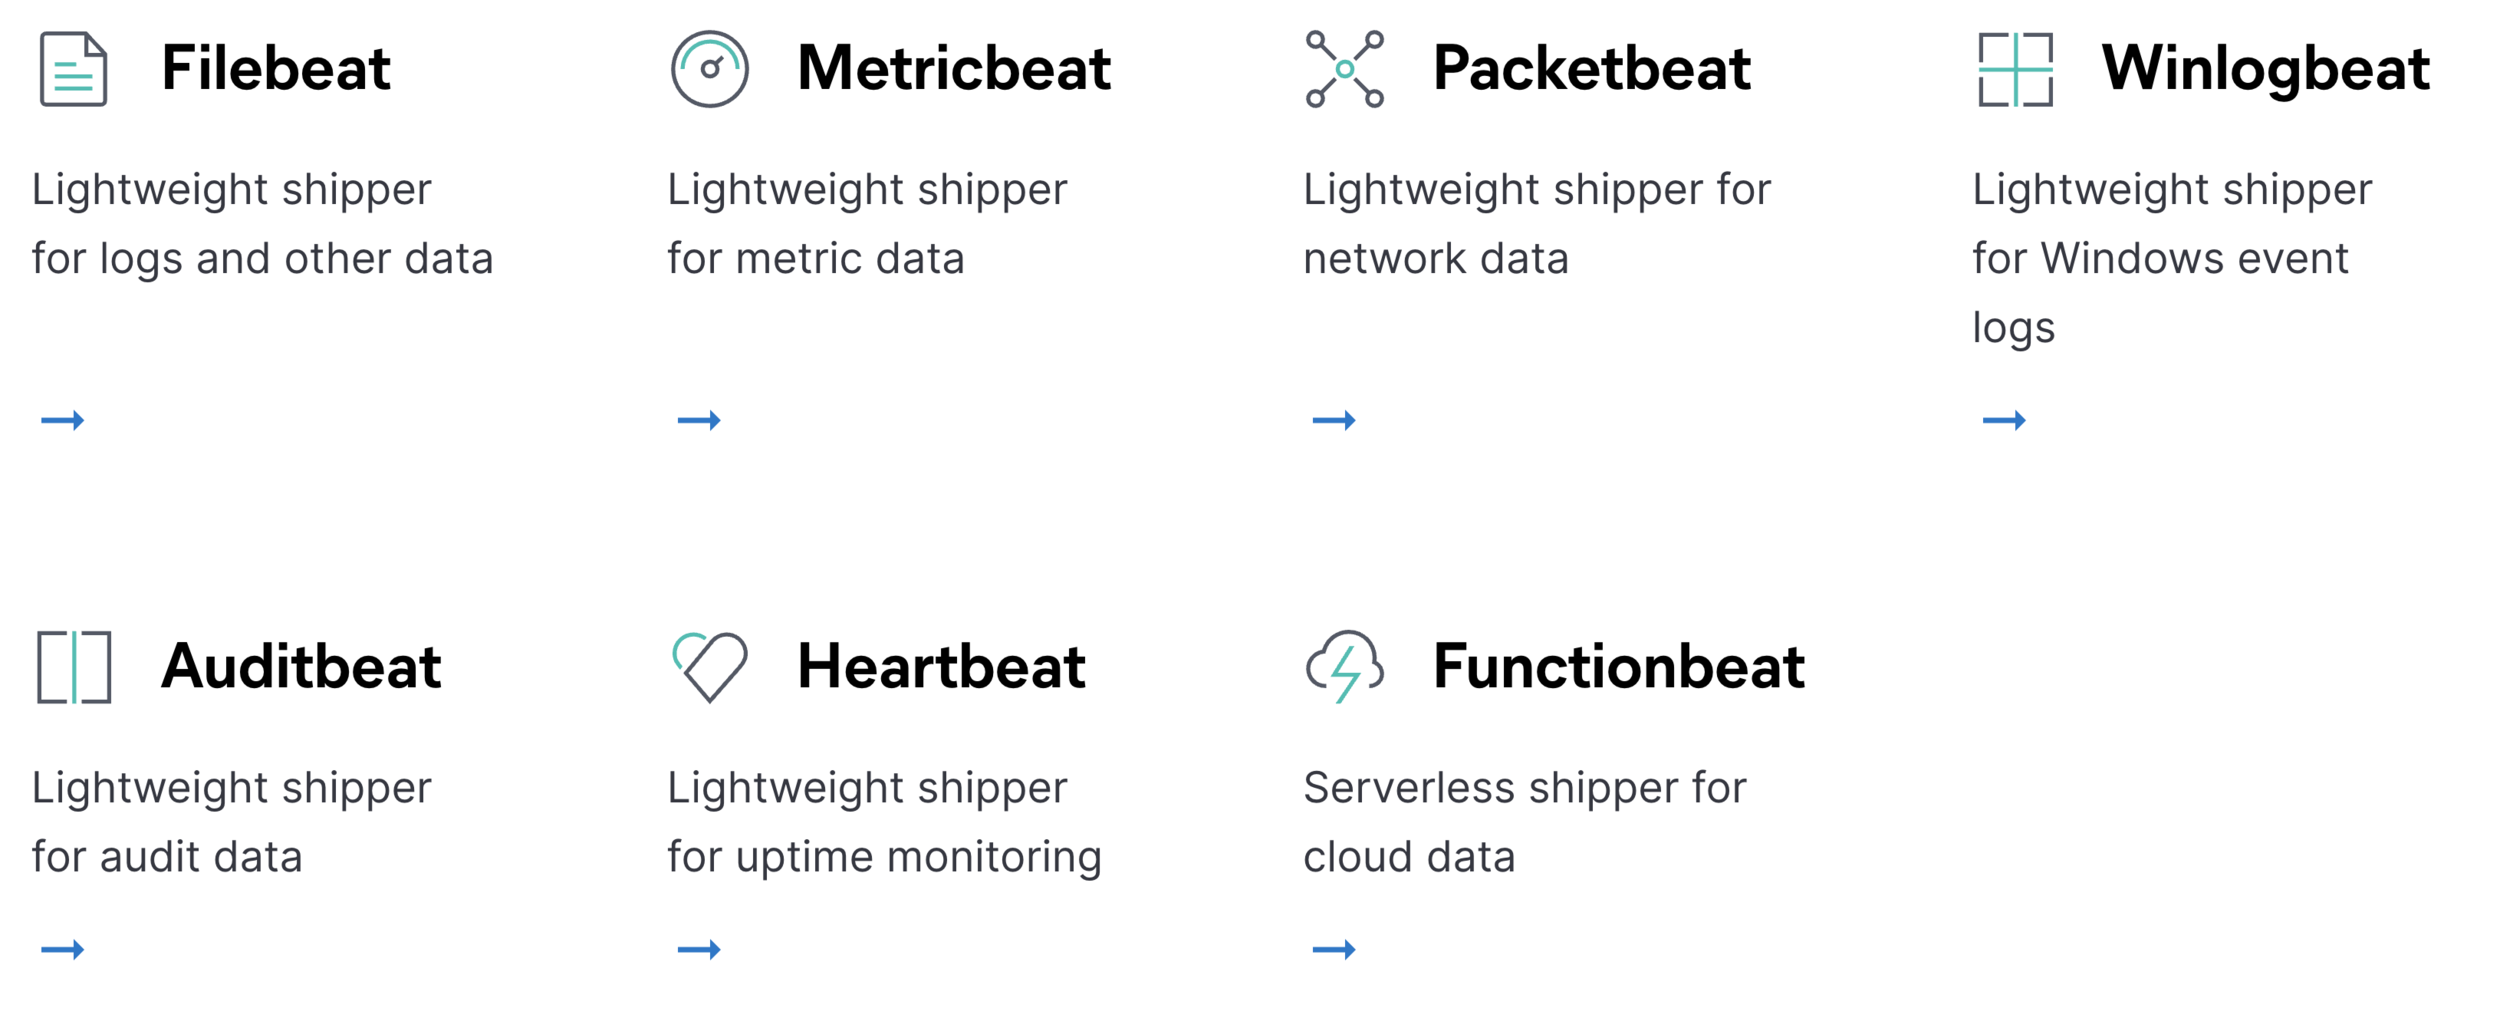 Filebeat
Lightweight shipper
for logs and other data
Metricbeat
Lightweight shipper
for metric data
Packetbeat
Lightweight shipper for
network data
Winlogbeat
Lightweight shipper
for Windows event
logs
Auditbeat
Lightweight shipper
for audit data
Heartbeat
Lightweight shipper
for uptime monitoring
Functionbeat
Serverless shipper for
cloud data